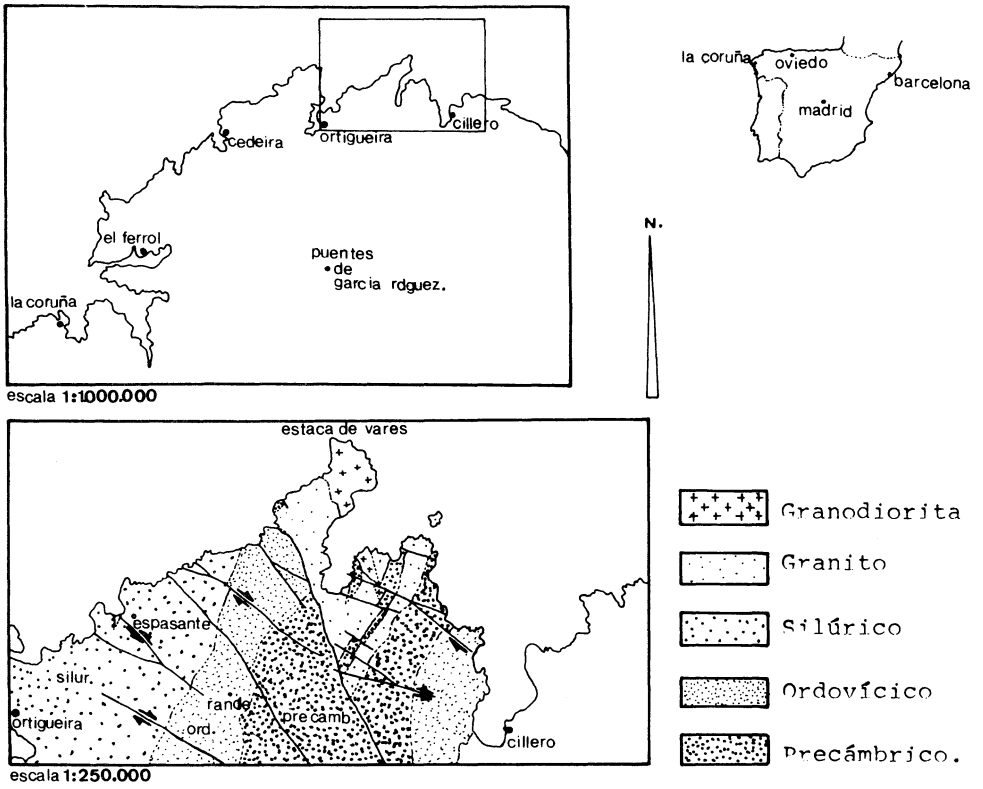 cedeira
ortigueira
cillero
el ferrol
puentes
de
garcia rdguez.
la coruña
escala 1:1.000.000
la coruña
oviedo
barcelona
madrid
N.
estaca de vares
espasante
silur.
rande
precamb.
ord.
ortigueira
cillero
escala 1:250.000
Granodiorita
Granito
Silúrico
Ordovícico
Precámbrico.